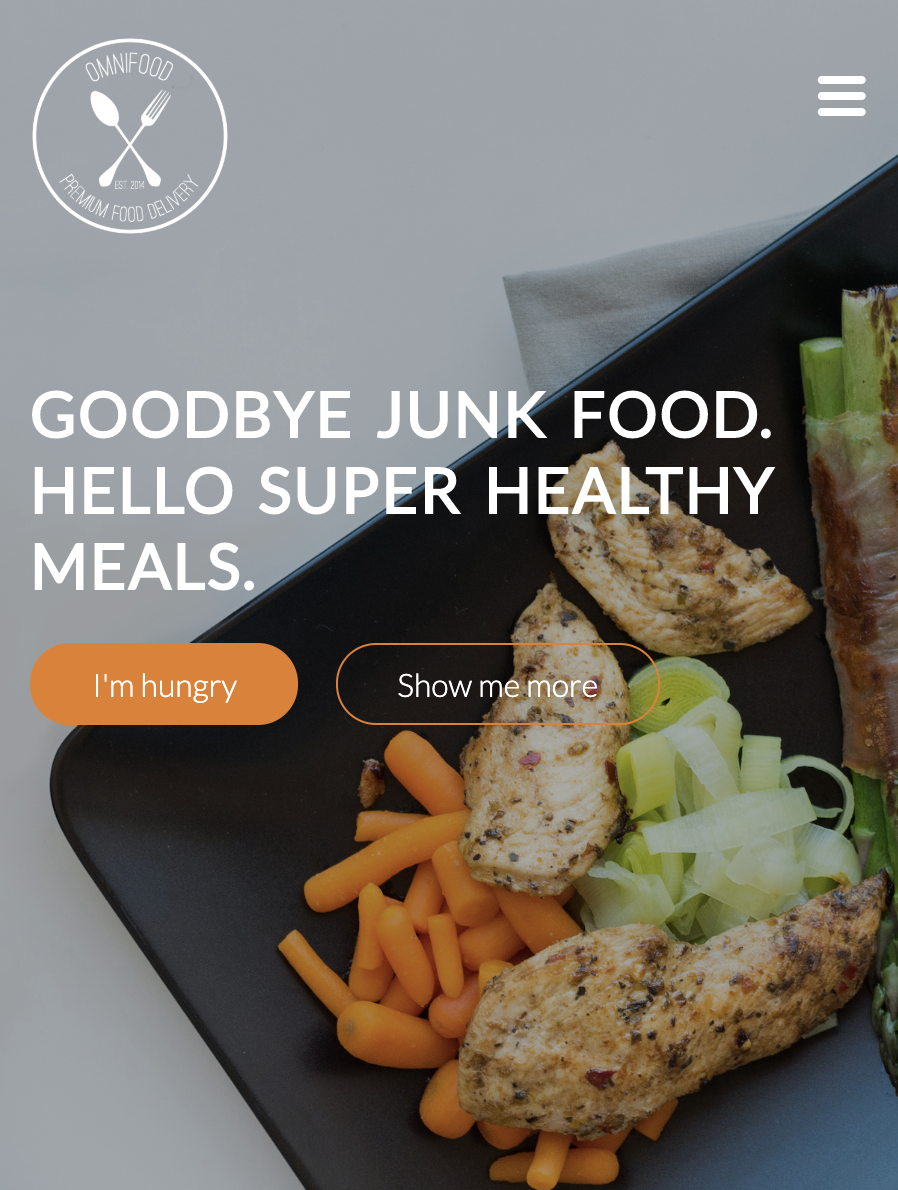 OMNIFOOD
EST. 2014
PREMIUM FOOD DELIVERY
GOODBYE JUNK FOOD.
HELLO SUPER HEALTHY
MEALS.
I'm hungry
Show me more